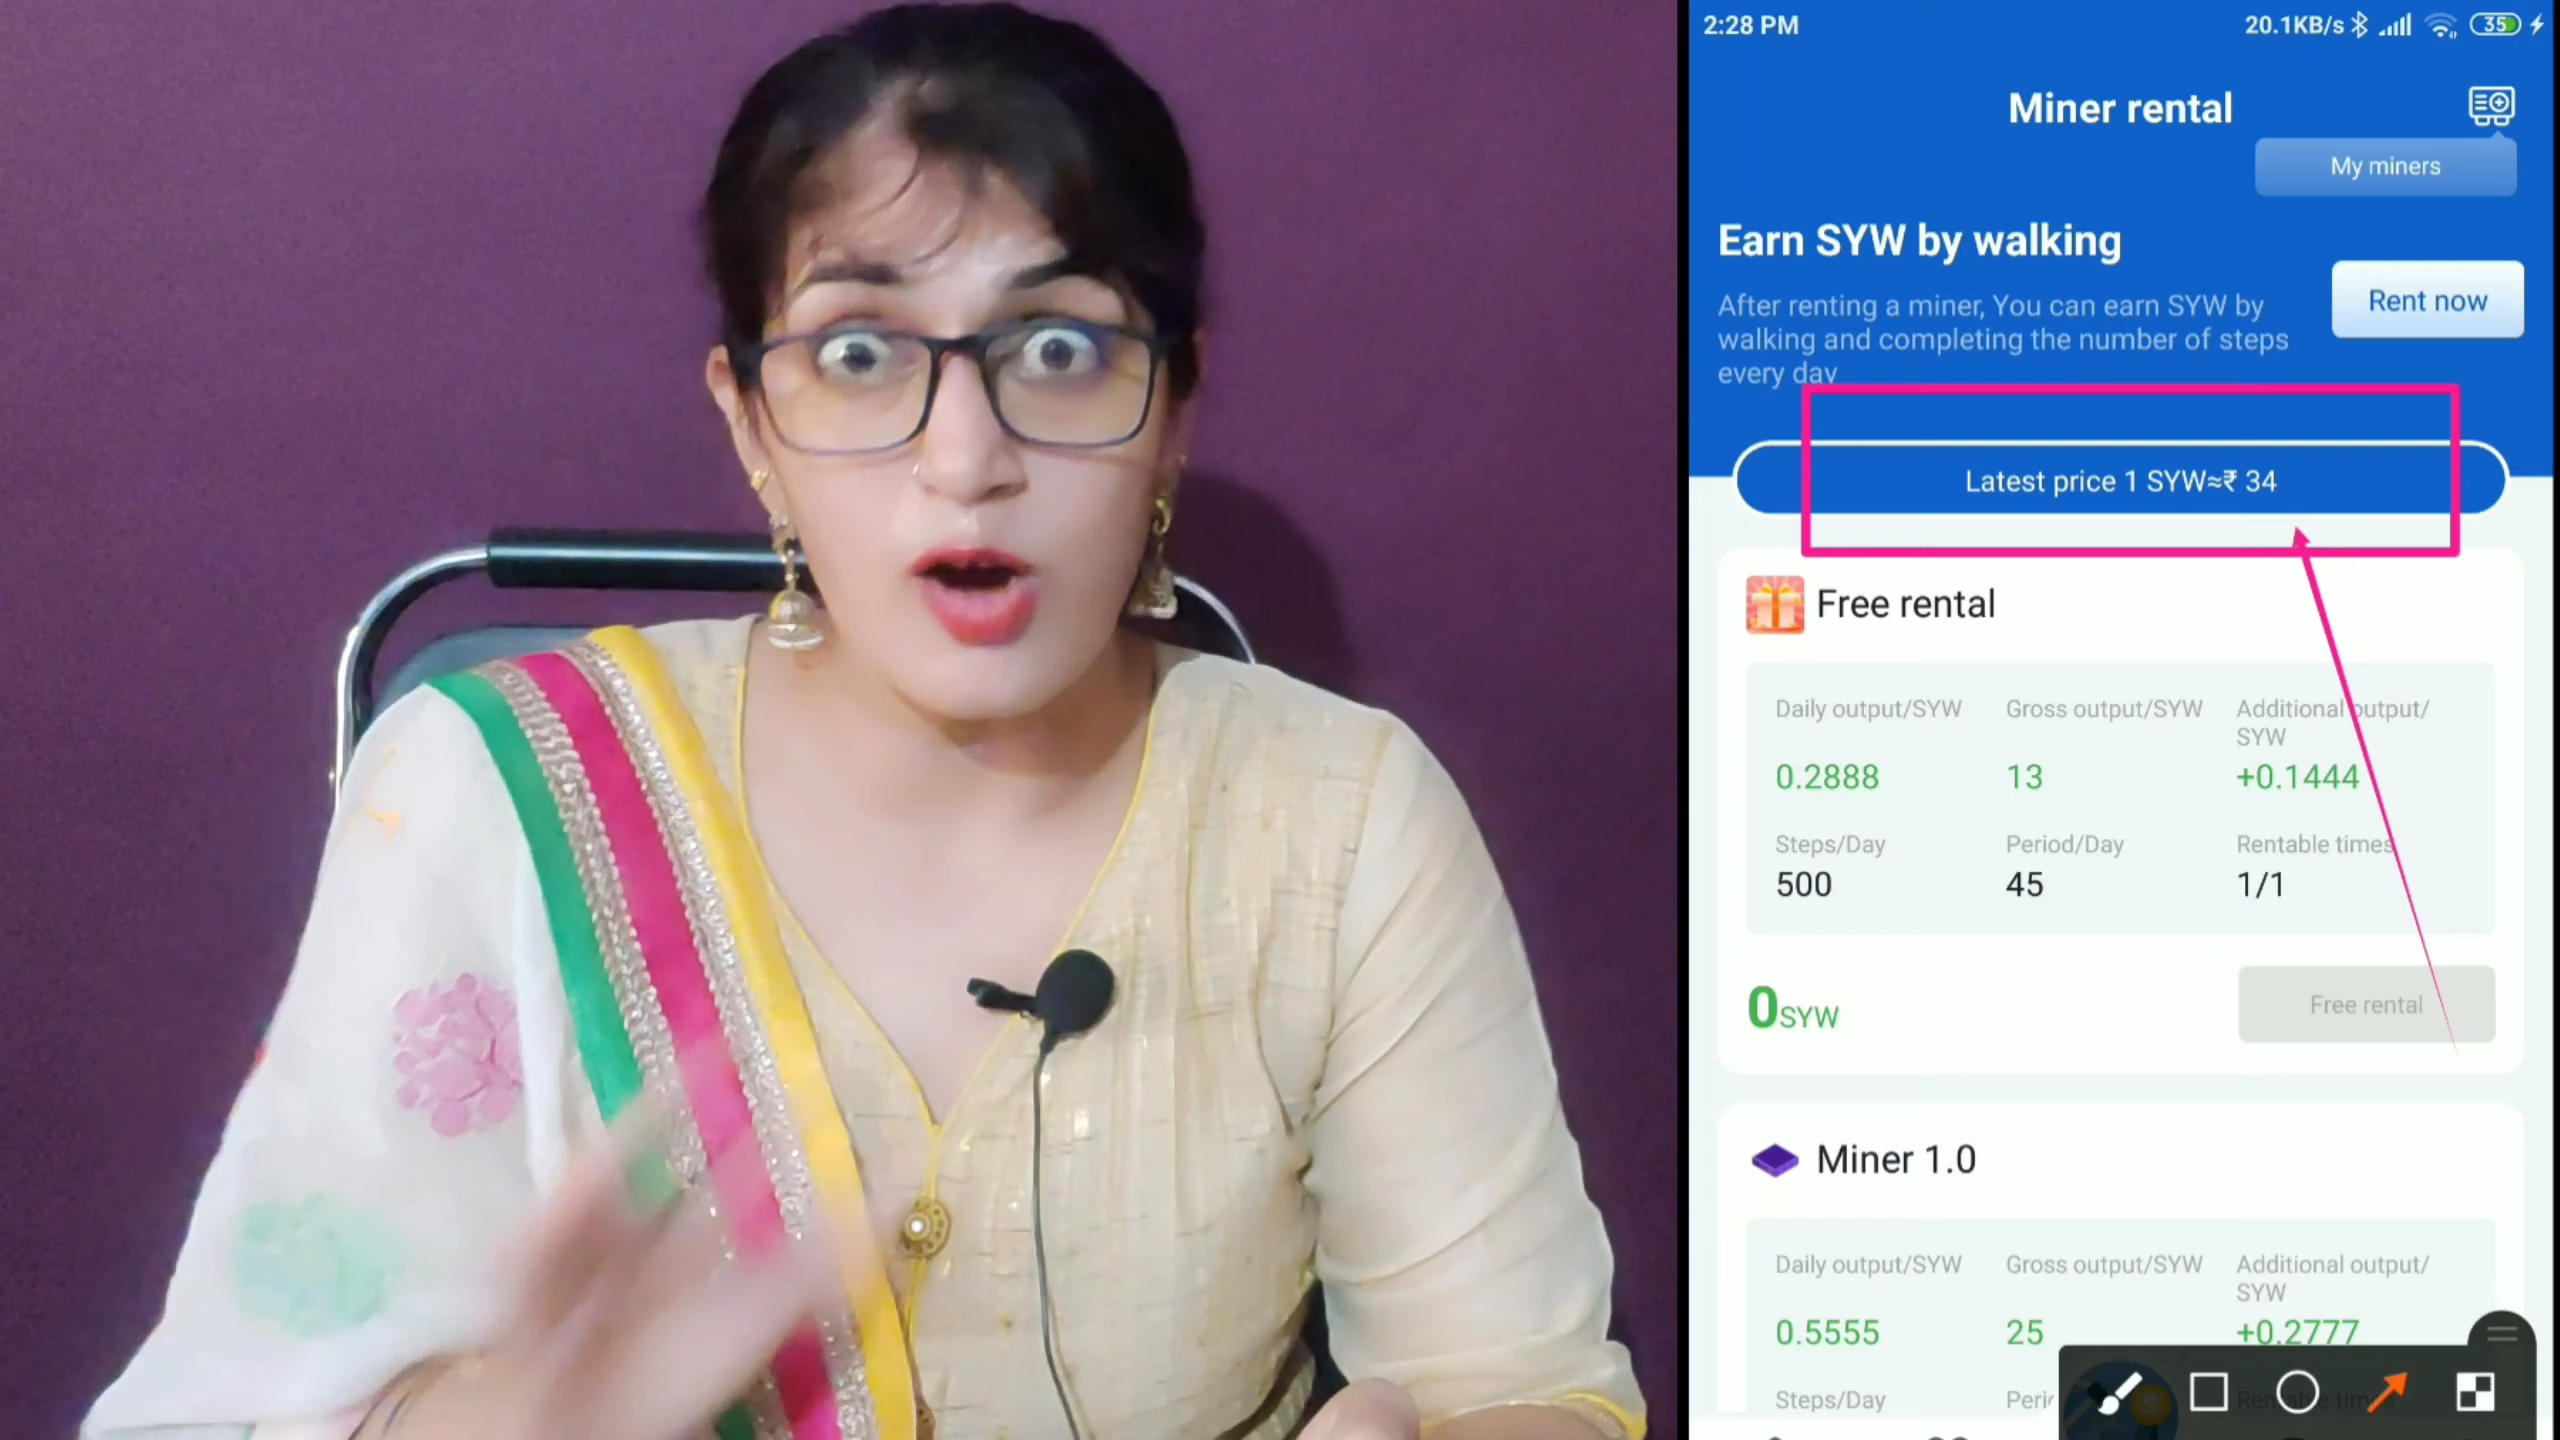 2:28 PM
20.1KB/s
35
Miner rental
My miners
Earn SYW by walking
After renting a miner, You can earn SYW by
walking and completing the number of steps
every day
Rent now
Latest price 1 SYW≈₹ 34
Free rental
Daily output/SYW
Gross output/SYW
Additional output/
SYW
0.2888
13
+0.1444
Steps/Day
Period/Day
Rentable times
500
45
1/1
0SYW
Free rental
Miner 1.0
Daily output/SYW
Gross output/SYW
Additional output/
SYW
0.5555
25
+0.2777
Steps/Day